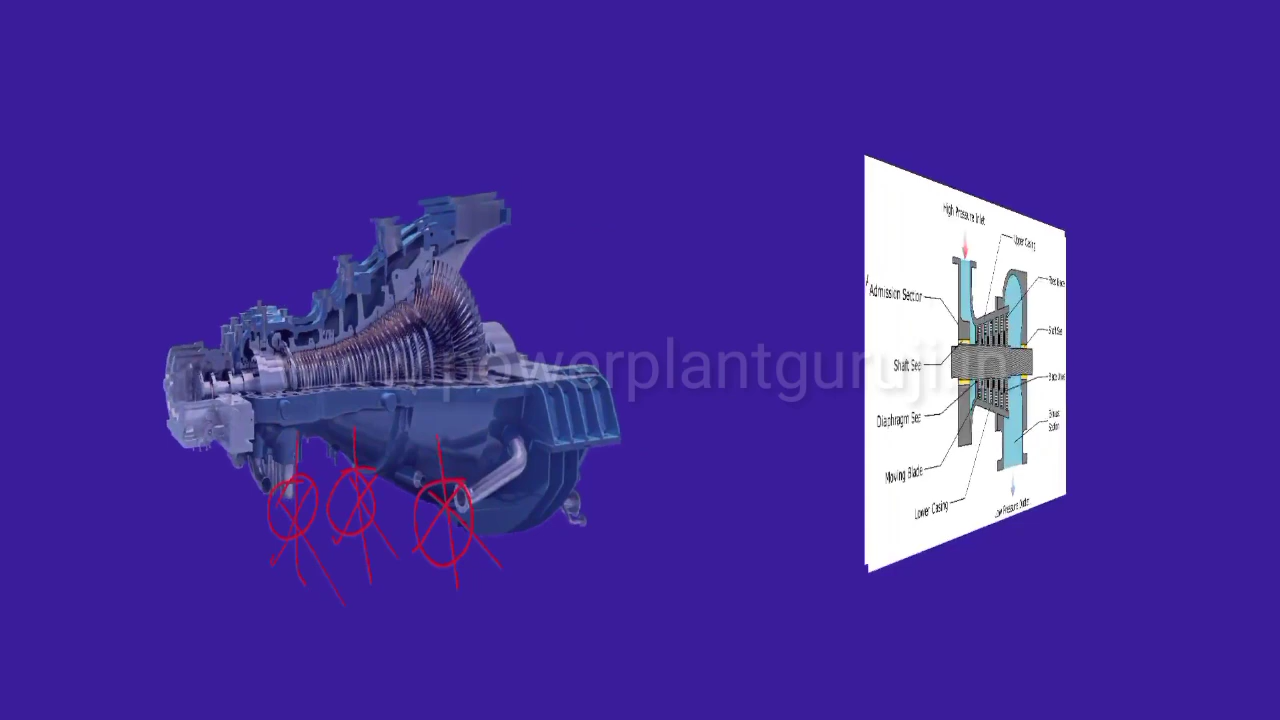 powerplantguruji.in
High Pressure Inlet
Upper Casing
Admission Section
Shaft Seal
Diaphragm Seal
Moving Blade
Lower Casing
Low Pressure Outlet